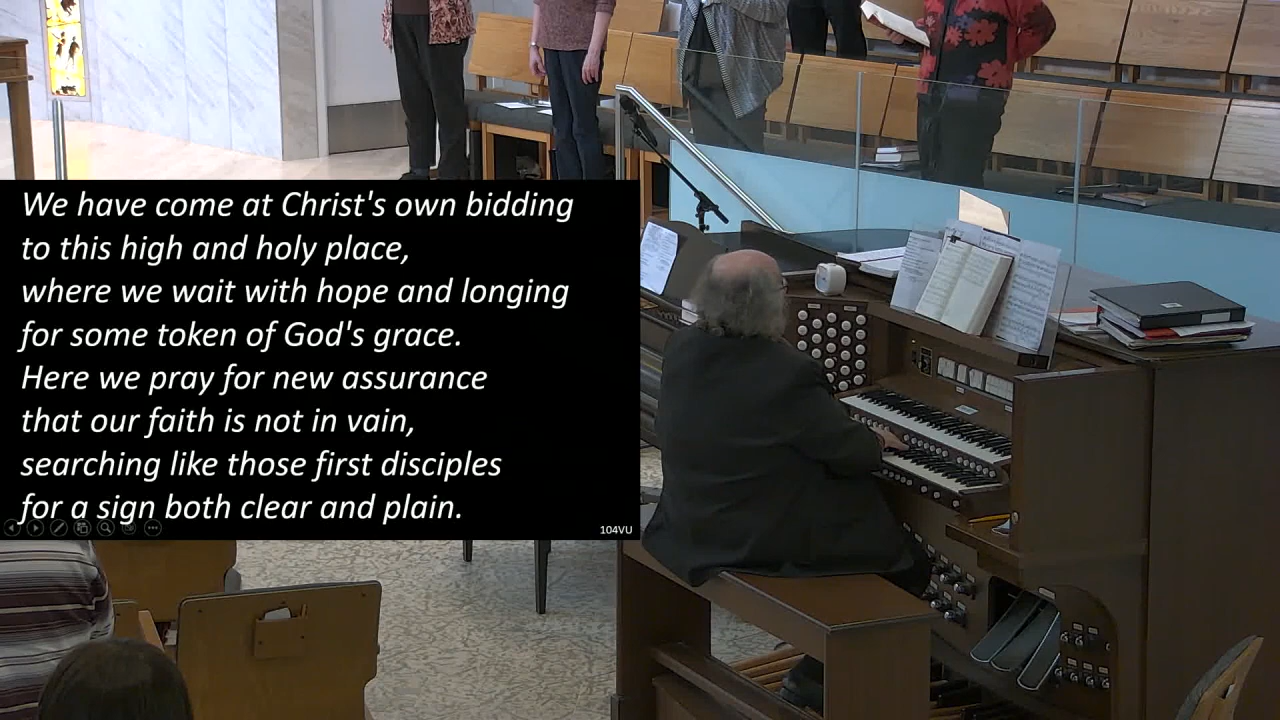 We have come at Christ's own bidding
to this high and holy place,
where we wait with hope and longing
for some token of God's grace.
Here we pray for new assurance
that our faith is not in vain,
searching like those first disciples
for a sign both clear and plain.
104VU